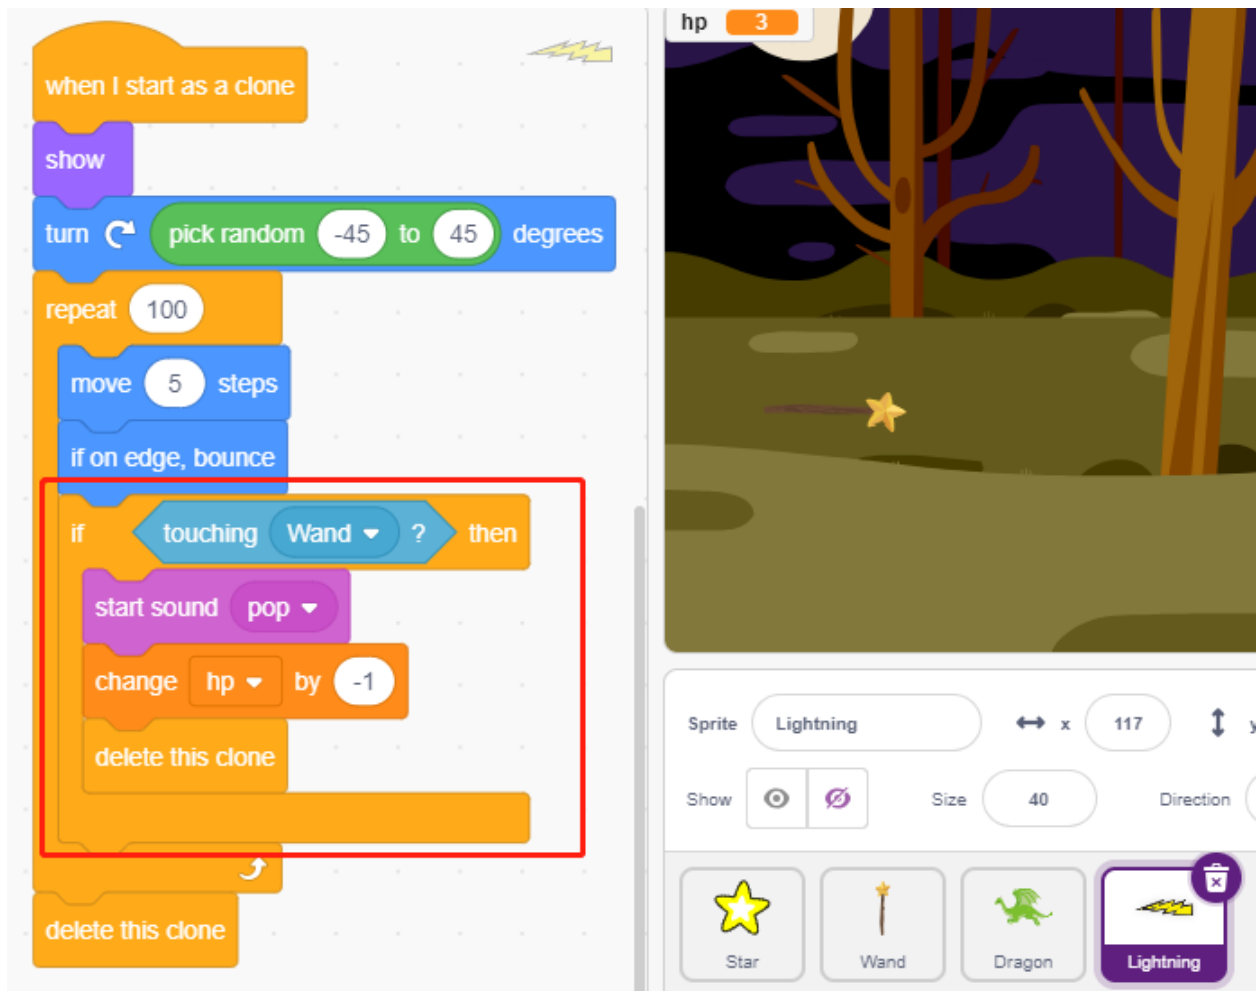 when I start as a clone
show
turn pick random -45 to 45 degrees
repeat 100
move 5 steps
if on edge, bounce
if touching Wand ? then
start sound pop
change hp by -1
delete this clone
delete this clone
hp 3
Sprite Lightning x 117 y
Show Size 40 Direction
Star Wand Dragon Lightning